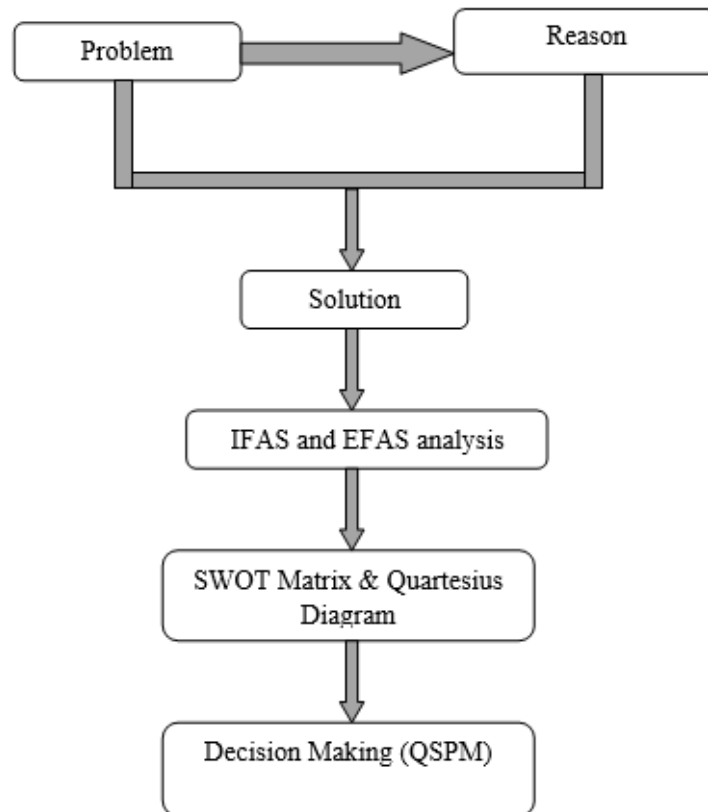 Problem
Reason
Solution
IFAS and EFAS analysis
SWOT Matrix & Quartesius
Diagram
Decision Making (QSPM)